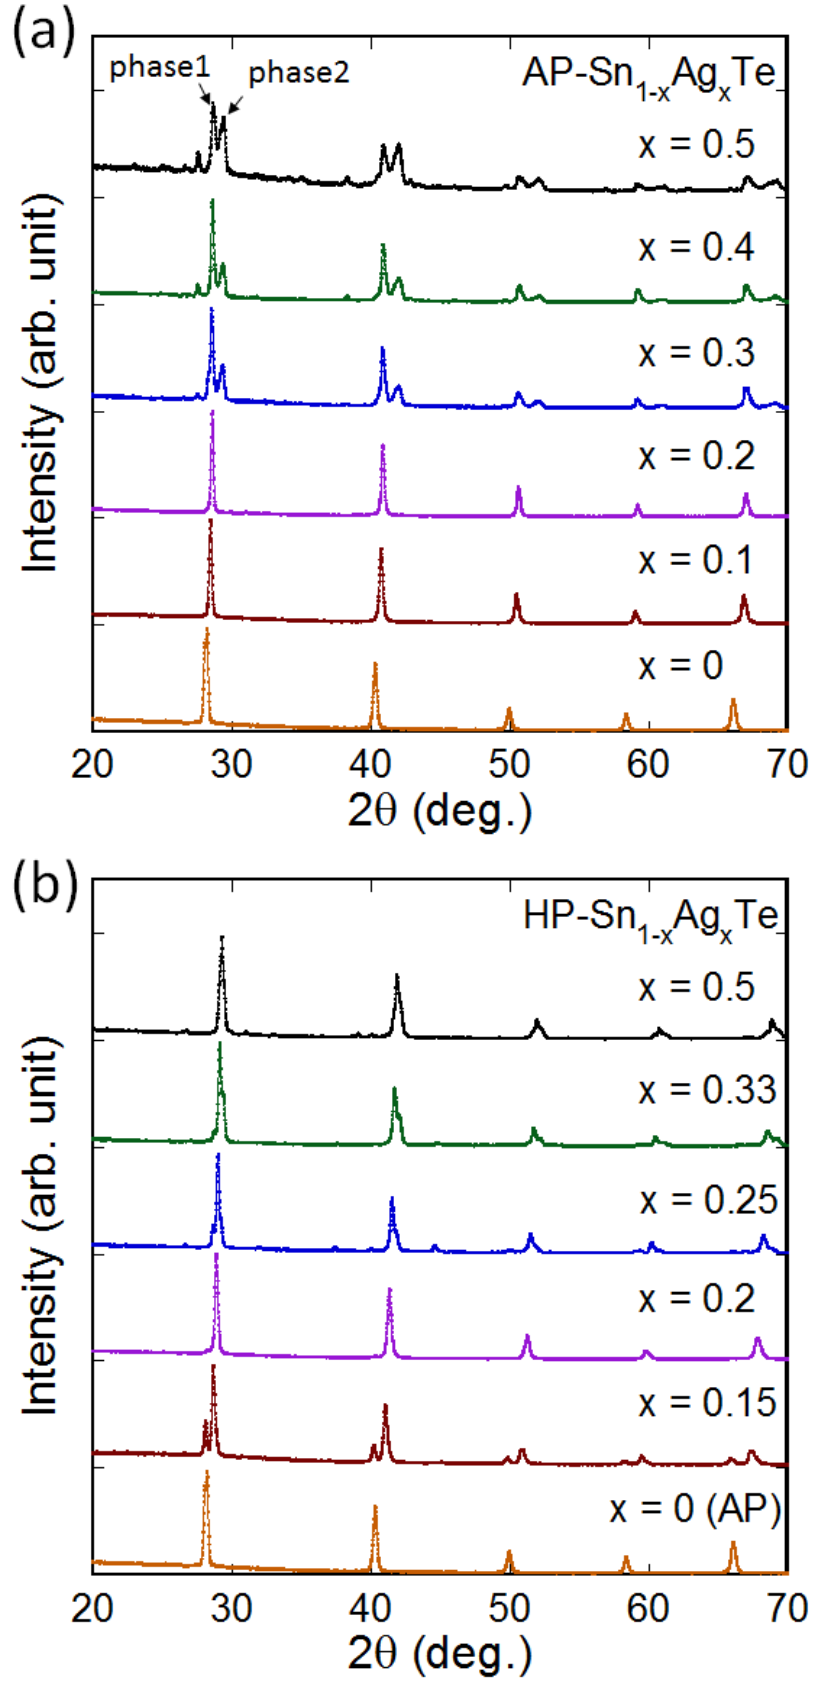 (a)
phase1
phase2
AP-Sn1-xAgxTe
x = 0.5
x = 0.4
x = 0.3
x = 0.2
x = 0.1
x = 0
Intensity (arb. unit)
20 30 40 50 60 70
2θ (deg.)
(b)
HP-Sn1-xAgxTe
x = 0.5
x = 0.33
x = 0.25
x = 0.2
x = 0.15
x = 0 (AP)
Intensity (arb. unit)
20 30 40 50 60 70
2θ (deg.)